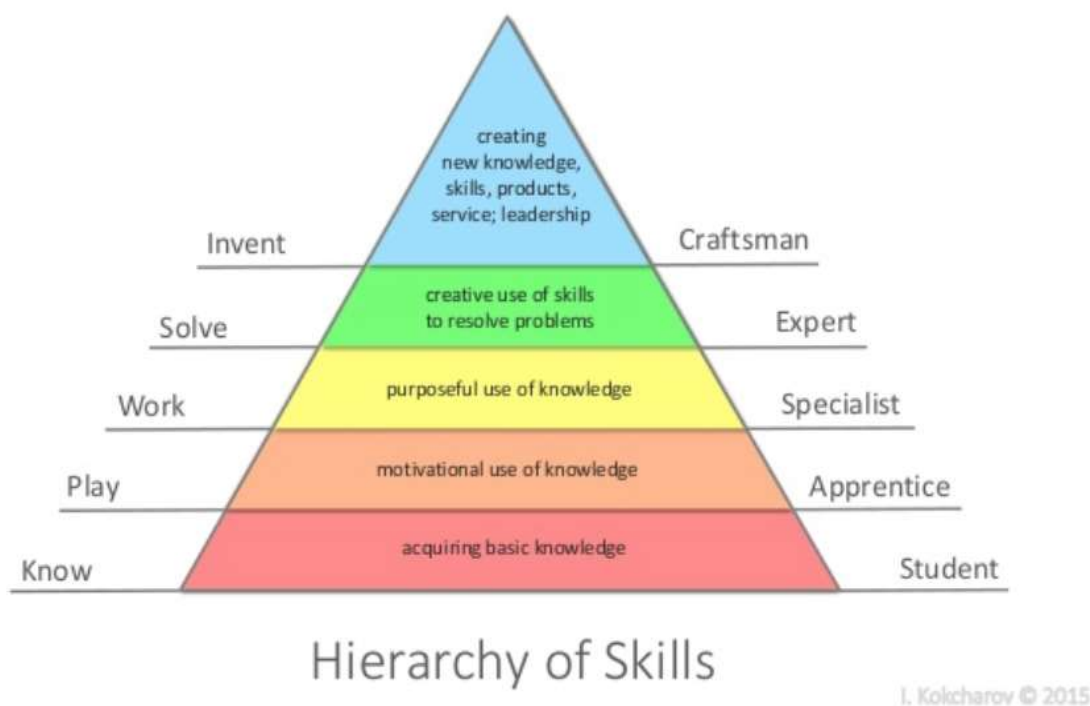 creating
new knowledge,
skills, products,
service; leadership
Invent
Craftsman
creative use of skills
to resolve problems
Solve
Expert
purposeful use of knowledge
Work
Specialist
motivational use of knowledge
Play
Apprentice
acquiring basic knowledge
Know
Student
Hierarchy of Skills
I. Kokcharov © 2015